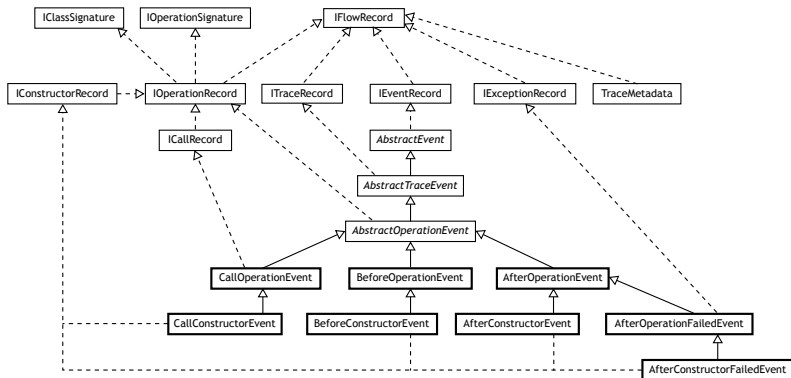 IClassSignature
IOperationSignature
IFlowRecord
IConstructorRecord
IOperationRecord
ITraceRecord
IEventRecord
IExceptionRecord
TraceMetadata
ICallRecord
AbstractEvent
AbstractTraceEvent
AbstractOperationEvent
CallOperationEvent
BeforeOperationEvent
AfterOperationEvent
CallConstructorEvent
BeforeConstructorEvent
AfterConstructorEvent
AfterOperationFailedEvent
AfterConstructorFailedEvent